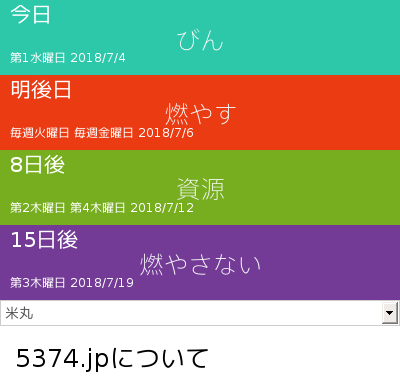 今日
びん
第1水曜日 2018/7/4
明後日
燃やす
毎週火曜日 毎週金曜日 2018/7/6
8日後
資源
第2木曜日 第4木曜日 2018/7/12
15日後
燃やさない
第3木曜日 2018/7/19
米丸
5374.jpについて